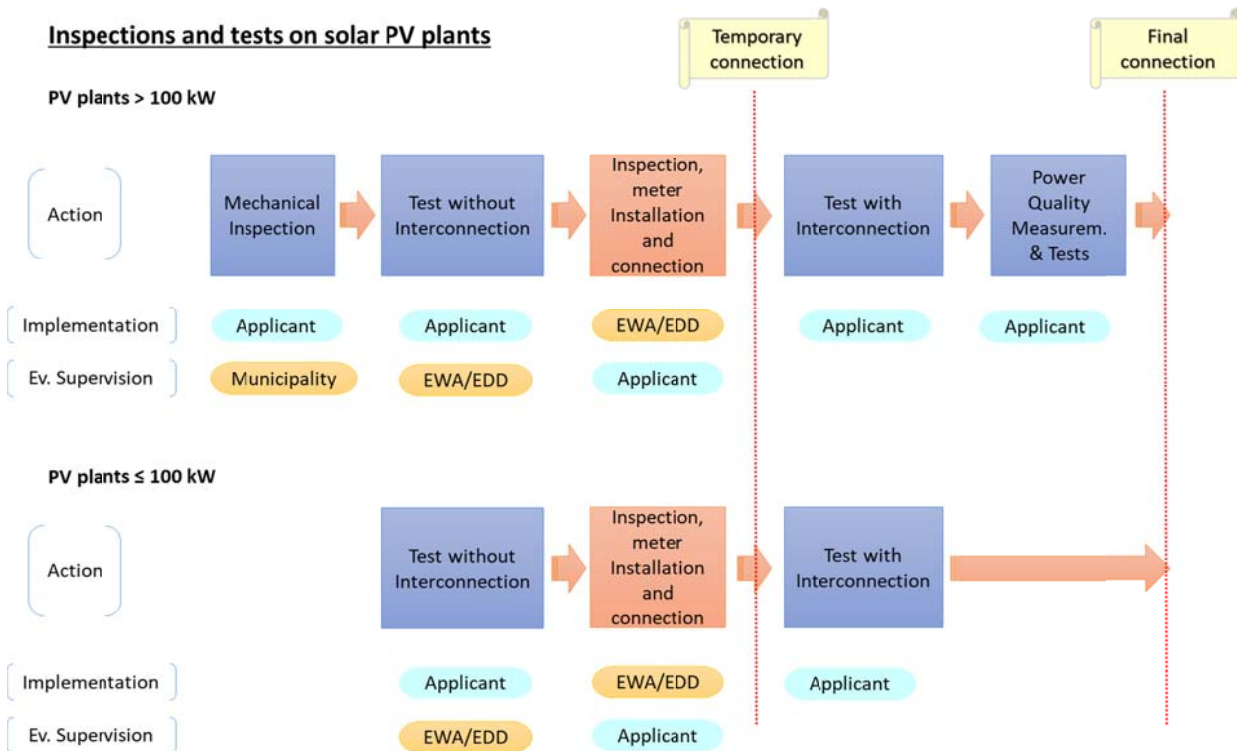 Inspections and tests on solar PV plants
Temporary
connection
Final
connection
PV plants > 100 kW
Action
Mechanical
Inspection
Test without
Interconnection
Inspection,
meter
Installation
and
connection
Test with
Interconnection
Power
Quality
Measurem.
& Tests
Implementation
Applicant
Applicant
EWA/EDD
Applicant
Applicant
Ev. Supervision
Municipality
EWA/EDD
Applicant
PV plants ≤ 100 kW
Action
Test without
Interconnection
Inspection,
meter
Installation
and
connection
Test with
Interconnection
Implementation
Applicant
EWA/EDD
Applicant
Ev. Supervision
EWA/EDD
Applicant